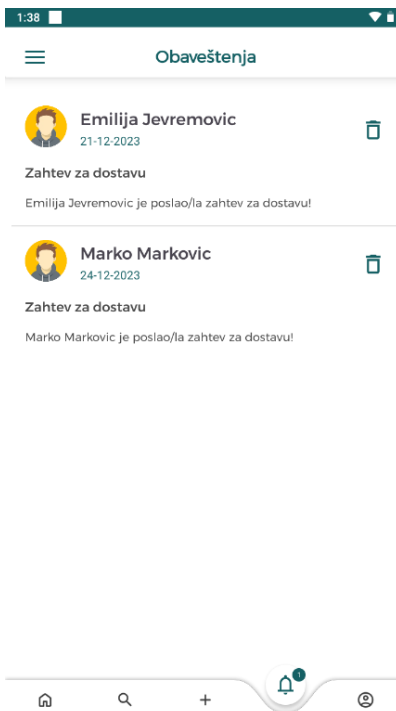 1:38
Obaveštenja
Emilija Jevremovic
21-12-2023
Zahtev za dostavu
Emilija Jevremovic je poslao/la zahtev za dostavu!
Marko Markovic
24-12-2023
Zahtev za dostavu
Marko Markovic je poslao/la zahtev za dostavu!
1